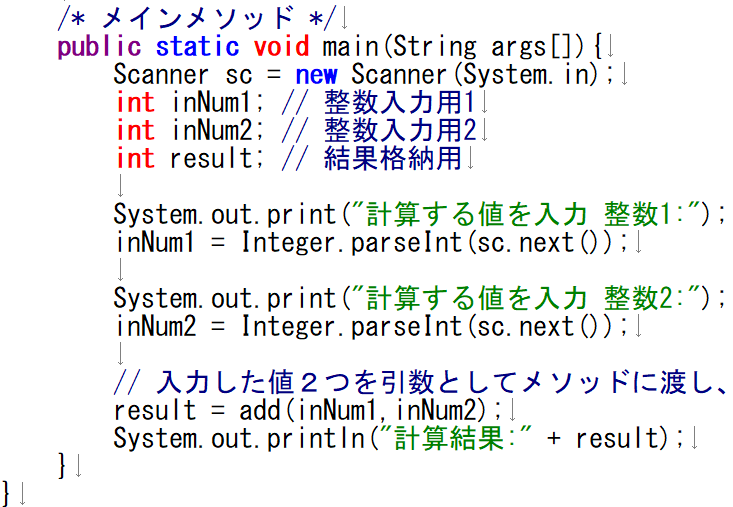 /* メインメソッド */↓
public static void main(String args[]){↓
Scanner sc = new Scanner(System.in);↓
int inNum1; // 整数入力用1↓
int inNum2; // 整数入力用2↓
int result; // 結果格納用↓
↓
System.out.print("計算する値を入力 整数1:");
inNum1 = Integer.parseInt(sc.next());↓
↓
System.out.print("計算する値を入力 整数2:");
inNum2 = Integer.parseInt(sc.next());↓
↓
// 入力した値２つを引数としてメソッドに渡し、
result = add(inNum1,inNum2);↓
System.out.println("計算結果:" + result);↓
}↓
}↓